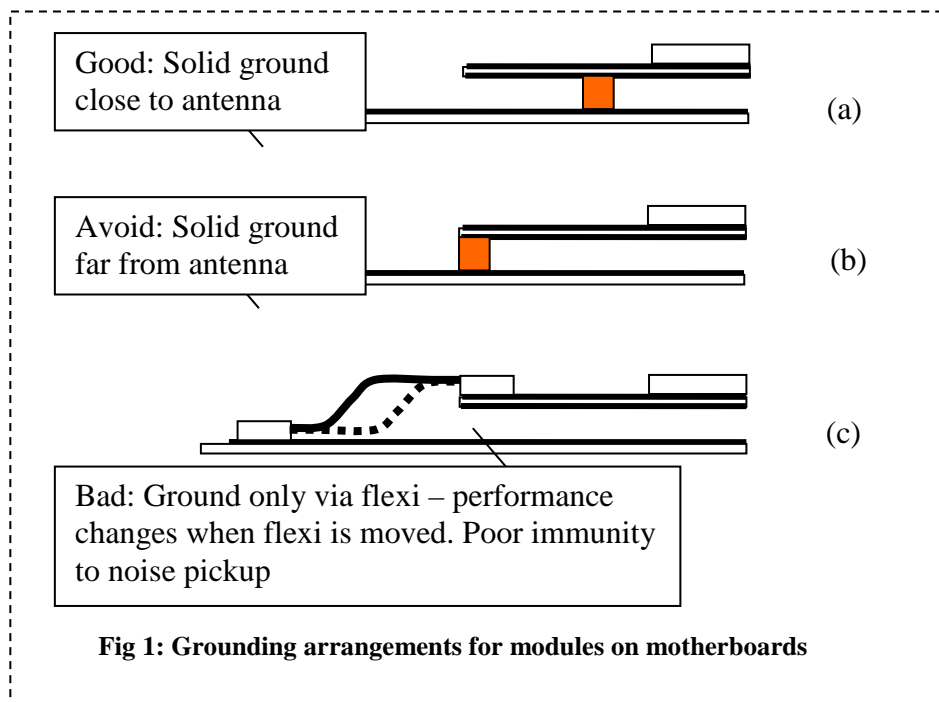 Good: Solid ground
close to antenna
(a)
Avoid: Solid ground
far from antenna
(b)
(c)
Bad: Ground only via flexi – performance
changes when flexi is moved. Poor immunity
to noise pickup
Fig 1: Grounding arrangements for modules on motherboards